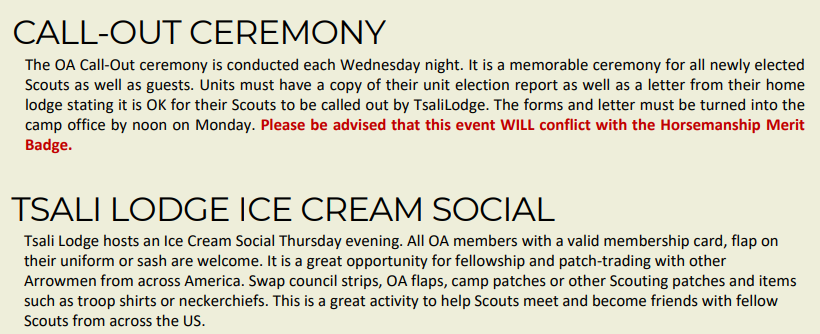 CALL-OUT CEREMONY
The OA Call-Out ceremony is conducted each Wednesday night. It is a memorable ceremony for all newly elected
Scouts as well as guests. Units must have a copy of their unit election report as well as a letter from their home
lodge stating it is OK for their Scouts to be called out by TsaliLodge. The forms and letter must be turned into the
camp office by noon on Monday. Please be advised that this event WILL conflict with the Horsemanship Merit
Badge.
TSALI LODGE ICE CREAM SOCIAL
Tsali Lodge hosts an Ice Cream Social Thursday evening. All OA members with a valid membership card, flap on
their uniform or sash are welcome. It is a great opportunity for fellowship and patch-trading with other
Arrowmen from across America. Swap council strips, OA flaps, camp patches or other Scouting patches and items
such as troop shirts or neckerchiefs. This is a great activity to help Scouts meet and become friends with fellow
Scouts from across the US.